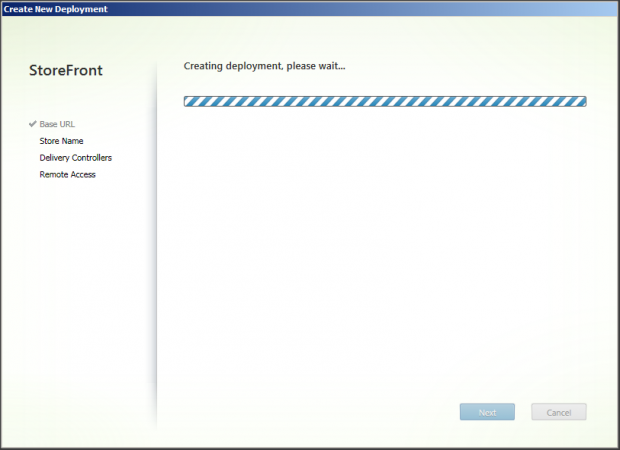 Create New Deployment
StoreFront
Creating deployment, please wait...
Base URL
Store Name
Delivery Controllers
Remote Access
Next
Cancel